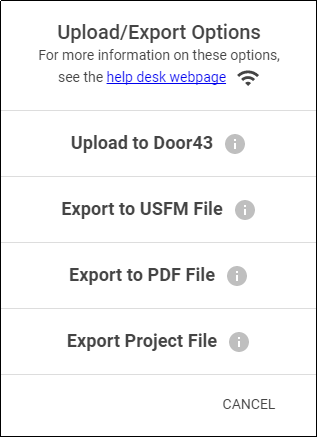 Upload/Export Options
For more information on these options,
see the help desk webpage
Upload to Door43
Export to USFM File
Export to PDF File
Export Project File
CANCEL